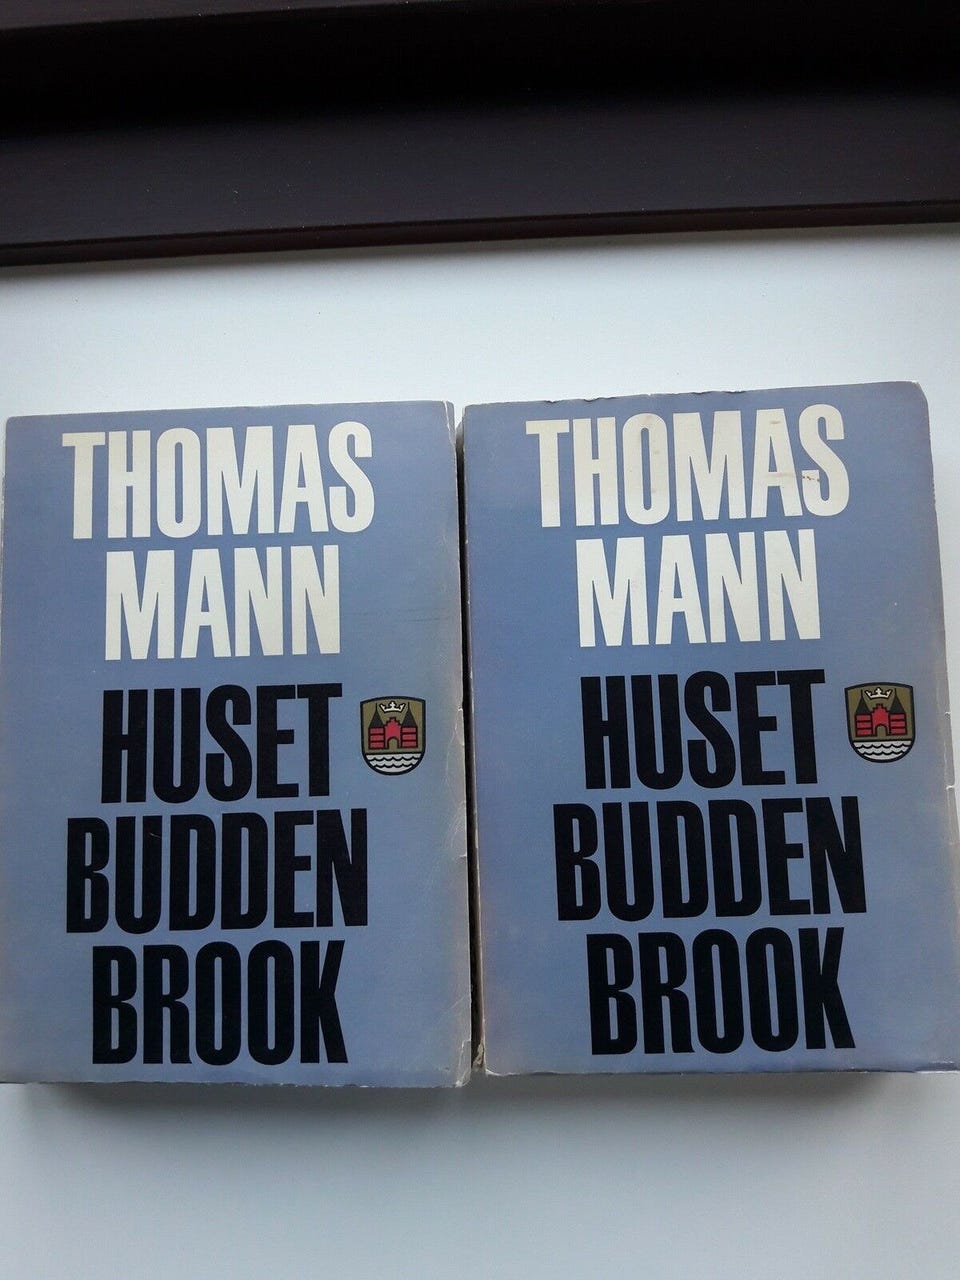 THOMAS
MANN
HUSET
BUDDEN
BROOK
THOMAS
MANN
HUSET
BUDDEN
BROOK